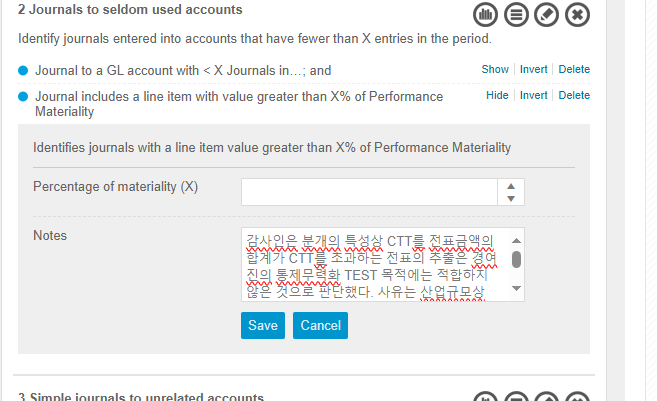 2 Journals to seldom used accounts
Identify journals entered into accounts that have fewer than X entries in the period.
Journal to a GL account with < X Journals in...; and
Show Invert Delete
Journal includes a line item with value greater than X% of Performance
Materiality
Hide Invert Delete
Identifies journals with a line item value greater than X% of Performance Materiality
Percentage of materiality (X)
Notes
감사인은 분개의 특성상 CTT를 전표금액의
합계가 CTT를 초과하는 전표의 추출은 경여
진의 통제무력화 TEST 목적에는 적합하지
않은 것으로 판단했다. 사유는 산업규모상
Save Cancel
3 Simple journals to unrelated accounts